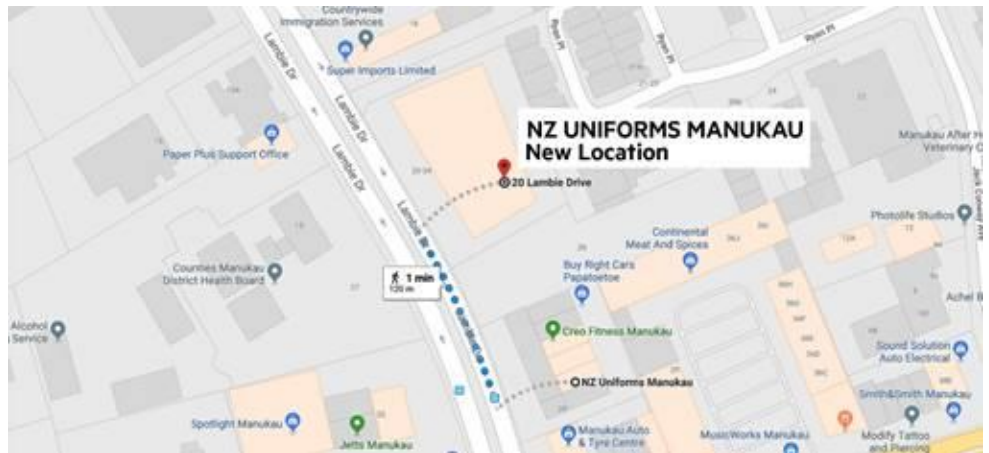 Countrywide
Immigration Services
Super Imports Limited
Lambie Dr
Lambie Dr
Lambie Dr
Ryan Pl
Ryan Pl
Ryan Pl
Paper Plus Support Office
NZ UNIFORMS MANUKAU
New Location
20 Lambie Drive
Manukau After H
Veterinary C
Photolife Studios
Counties Manukau
District Health Board
1 min
120 m
Continental
Meat And Spices
Buy Right Cars
Papatoetoe
Achel B
Alcohol
Service
Creo Fitness Manukau
Sound Solution
Auto Electrical
NZ Uniforms Manukau
Smith&Smith Manukau
Spotlight Manukau
Jetts Manukau
Manukau Auto
& Tyre Centre
MusicWorks Manukau
Modify Tattoo
and Piercing